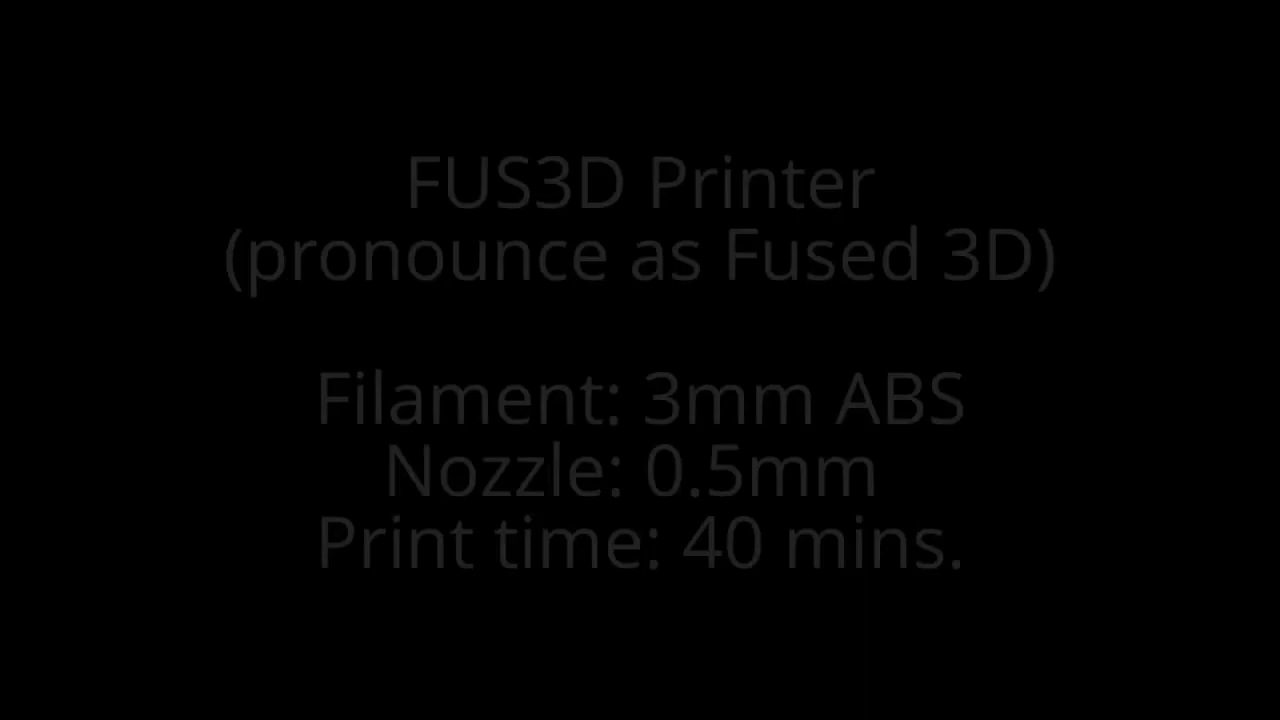 FUS3D Printer
(pronounce as Fused 3D)
Filament: 3mm ABS
Nozzle: 0.5mm
Print time: 40 mins.